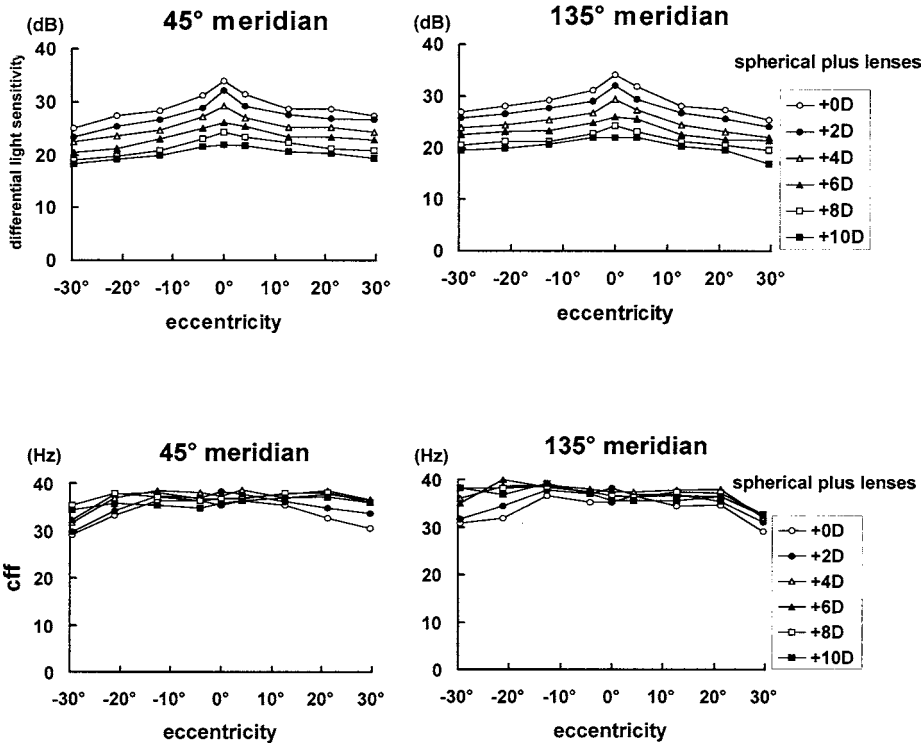 45° meridian
(dB)
40
30
20
10
0
differential light sensitivity
-30° -20° -10° 0° 10° 20° 30°
eccentricity
135° meridian
(dB)
40
30
20
10
0
-30° -20° -10° 0° 10° 20° 30°
eccentricity
spherical plus lenses
+0D
+2D
+4D
+6D
+8D
+10D
45° meridian
(Hz)
40
30
20
10
0
cff
-30° -20° -10° 0° 10° 20° 30°
eccentricity
135° meridian
(Hz)
40
30
20
10
0
-30° -20° -10° 0° 10° 20° 30°
eccentricity
spherical plus lenses
+0D
+2D
+4D
+6D
+8D
+10D